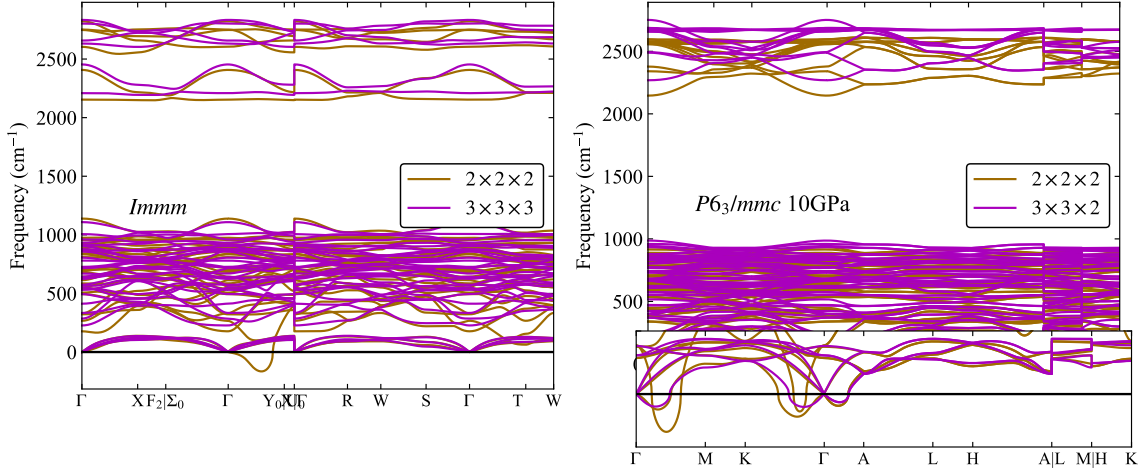 Frequency (cm⁻¹)
2500
2000
1500
1000
500
0
Immm
2×2×2
3×3×3
Γ X F₂|Σ₀ Γ R W S Γ T W
Frequency (cm⁻¹)
2500
2000
1500
1000
500
P6₃/mmc 10GPa
2×2×2
3×3×2
Γ M K Γ A L H A|L M|H K